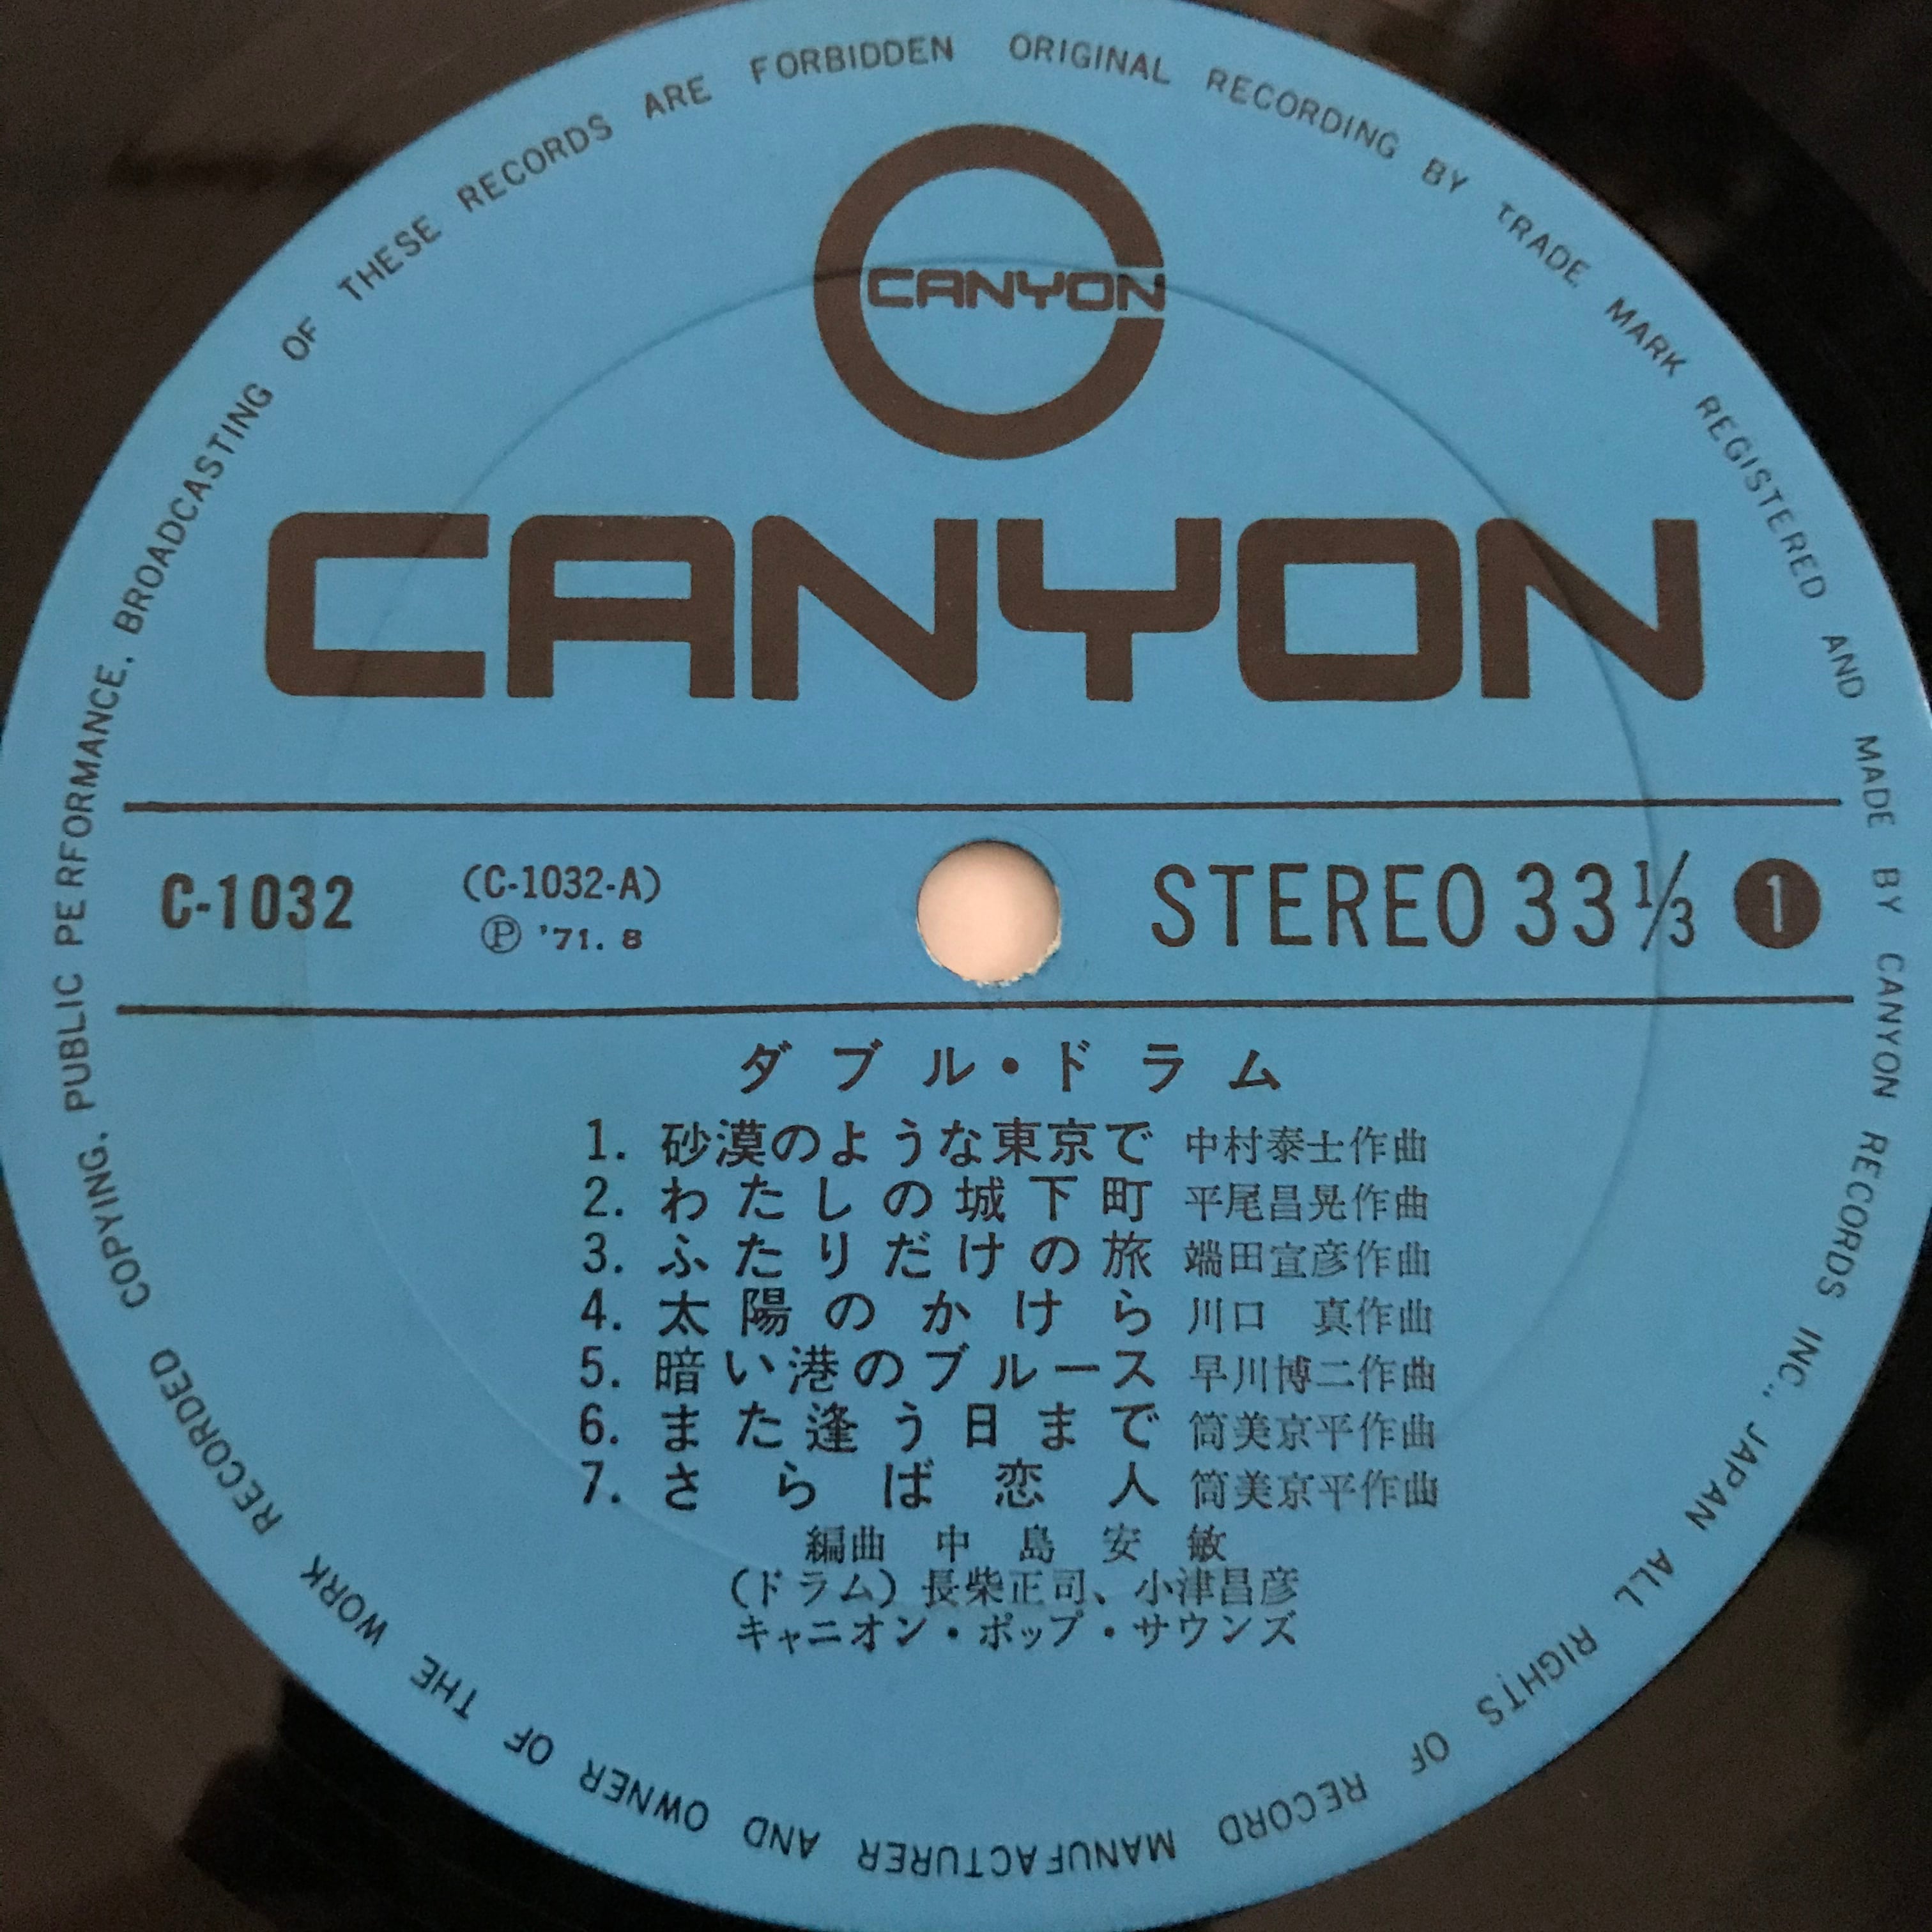 ORIGINAL RECORDING BY TRADE MARK REGISTERED AND MADE BY CANYON RECORDS INC., JAPAN ALL RIGHTS OF RECORD MANUFACTURER AND OWNER OF THE WORK RECORDED COPYING. PUBLIC PERFORMANCE. BROADCASTING OF THESE RECORDS ARE FORBIDDEN
CANYON
CANYON
C-1032 (C-1032-A) STEREO 33⅓ 1
Ⓟ '71. 8
ダブル・ドラム
1. 砂漠のような東京で 中村泰士作曲
2. わたしの城下町 平尾昌晃作曲
3. ふたりだけの旅 端田宣彦作曲
4. 太陽のかけら 川口 真作曲
5. 暗い港のブルース 早川博二作曲
6. また逢う日まで 筒美京平作曲
7. さらば恋人 筒美京平作曲
編曲 中島安敏
(ドラム) 長柴正司、小津昌彦
キャニオン・ポップ・サウンズ